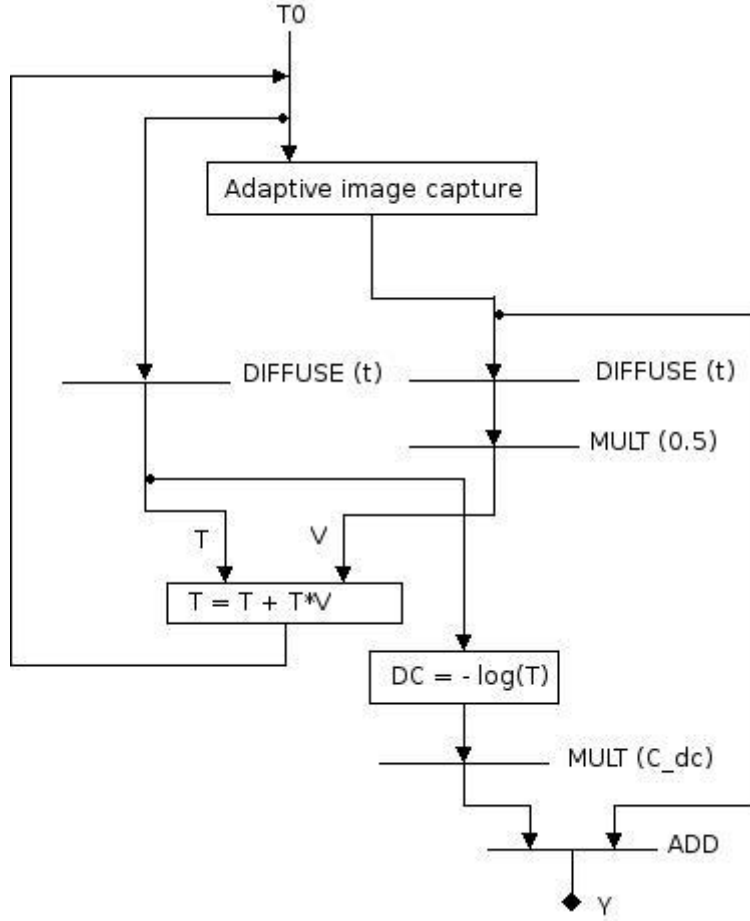 T0
Adaptive image capture
DIFFUSE (t)
DIFFUSE (t)
MULT (0.5)
T
V
T = T + T*V
DC = - log(T)
MULT (C_dc)
ADD
Y